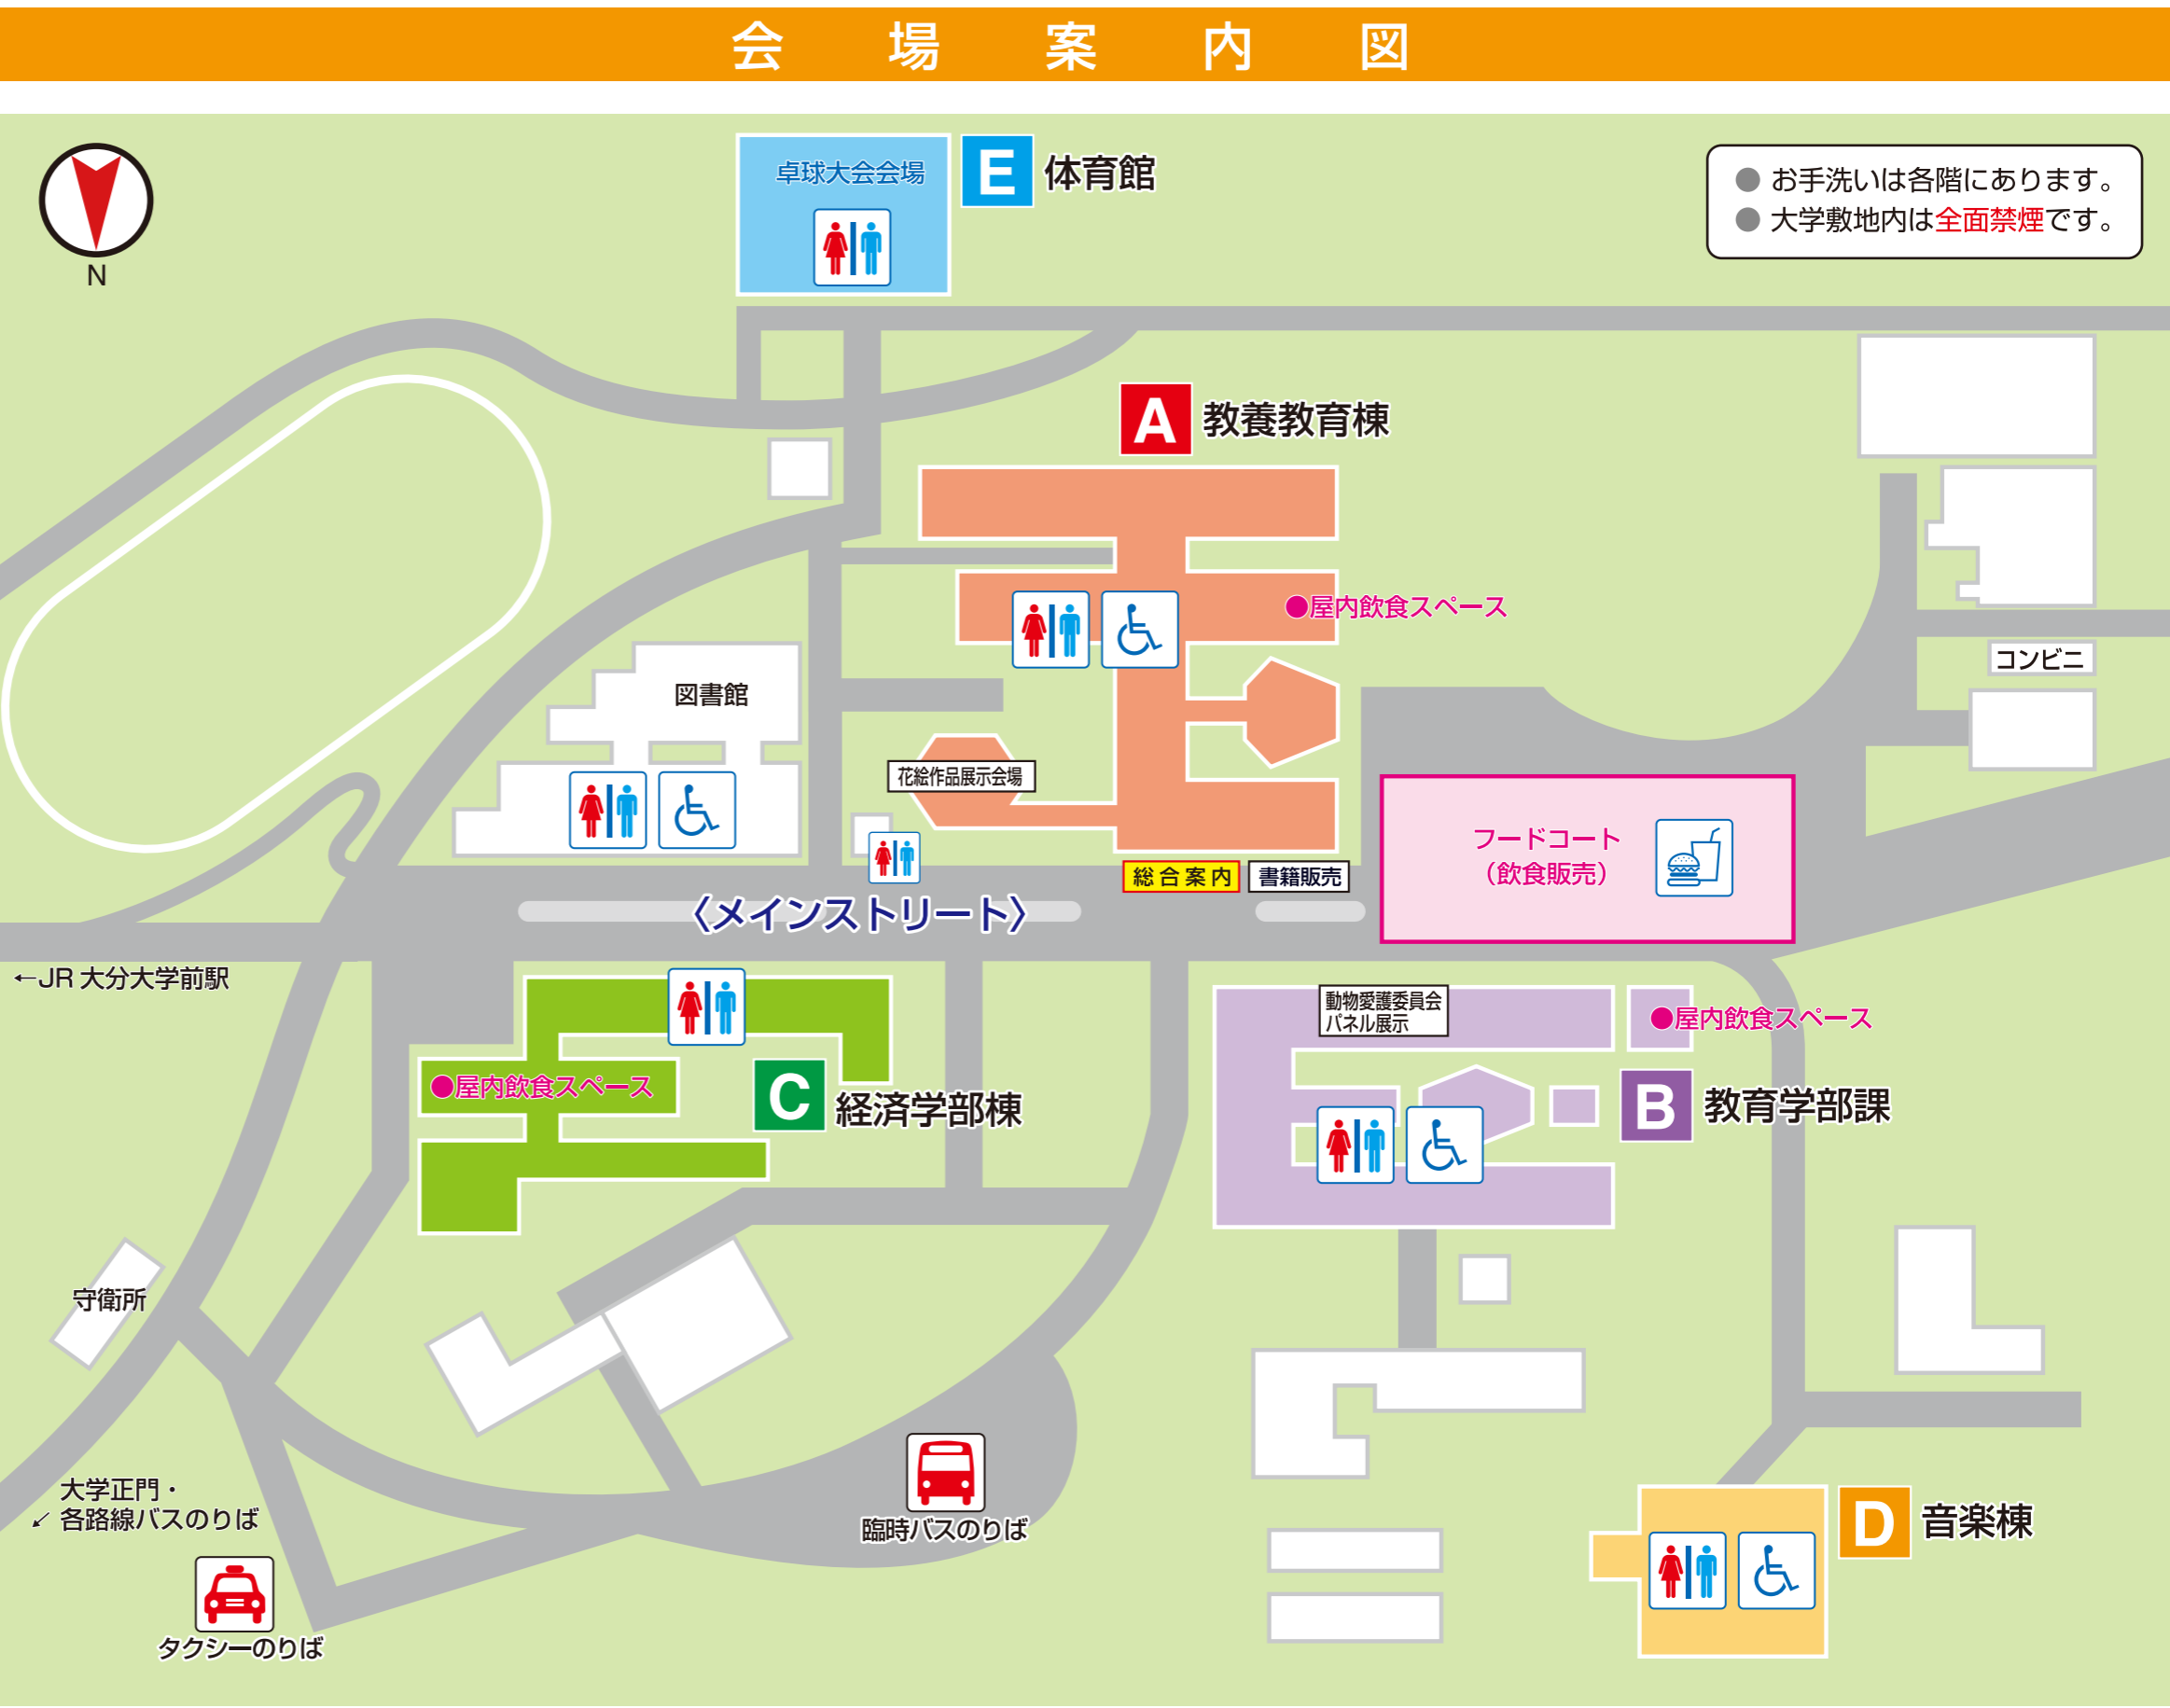 会場案内図
N
卓球大会会場
E 体育館
● お手洗いは各階にあります。
● 大学敷地内は全面禁煙です。
A 教養教育棟
●屋内飲食スペース
コンビニ
図書館
花絵作品展示会場
フードコート
（飲食販売）
総合案内
書籍販売
〈メインストリート〉
←JR 大分大学前駅
動物愛護委員会
パネル展示
●屋内飲食スペース
●屋内飲食スペース
C 経済学部棟
B 教育学部課
守衛所
大学正門・
↙ 各路線バスのりば
臨時バスのりば
D 音楽棟
タクシーのりば